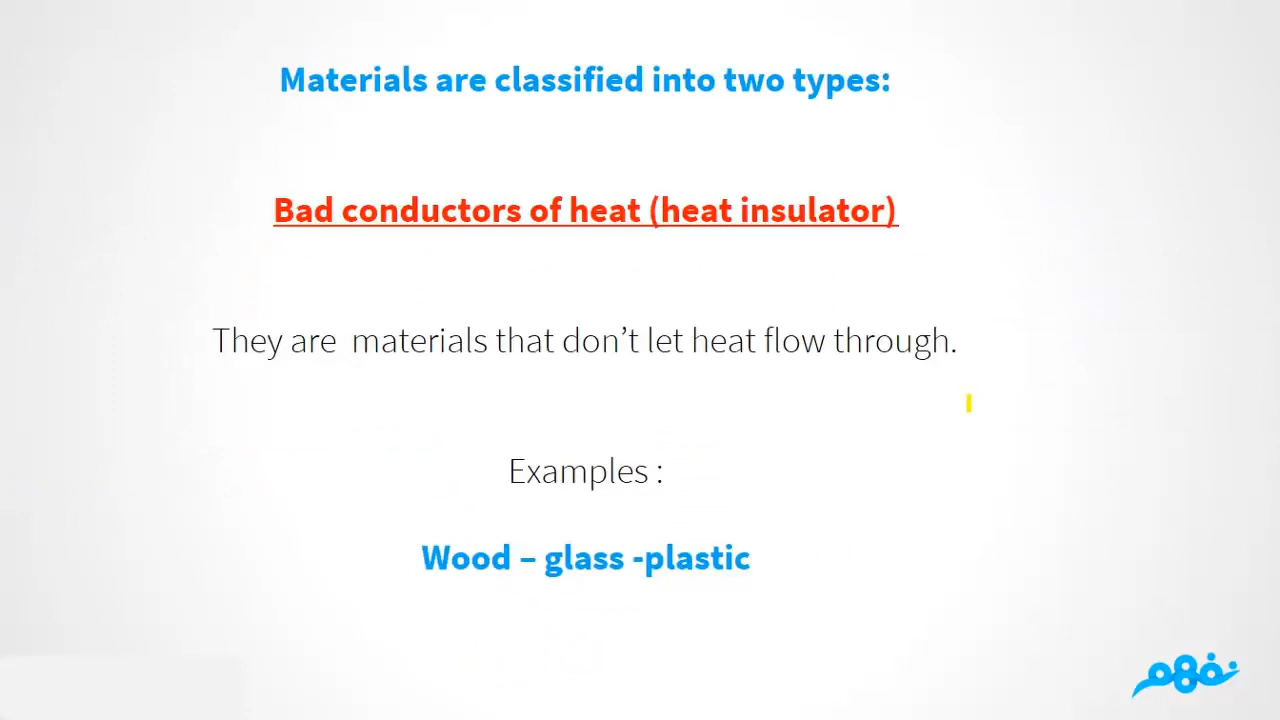 Materials are classified into two types:
Bad conductors of heat (heat insulator)
They are materials that don’t let heat flow through.
Examples :
Wood – glass -plastic
نفهم